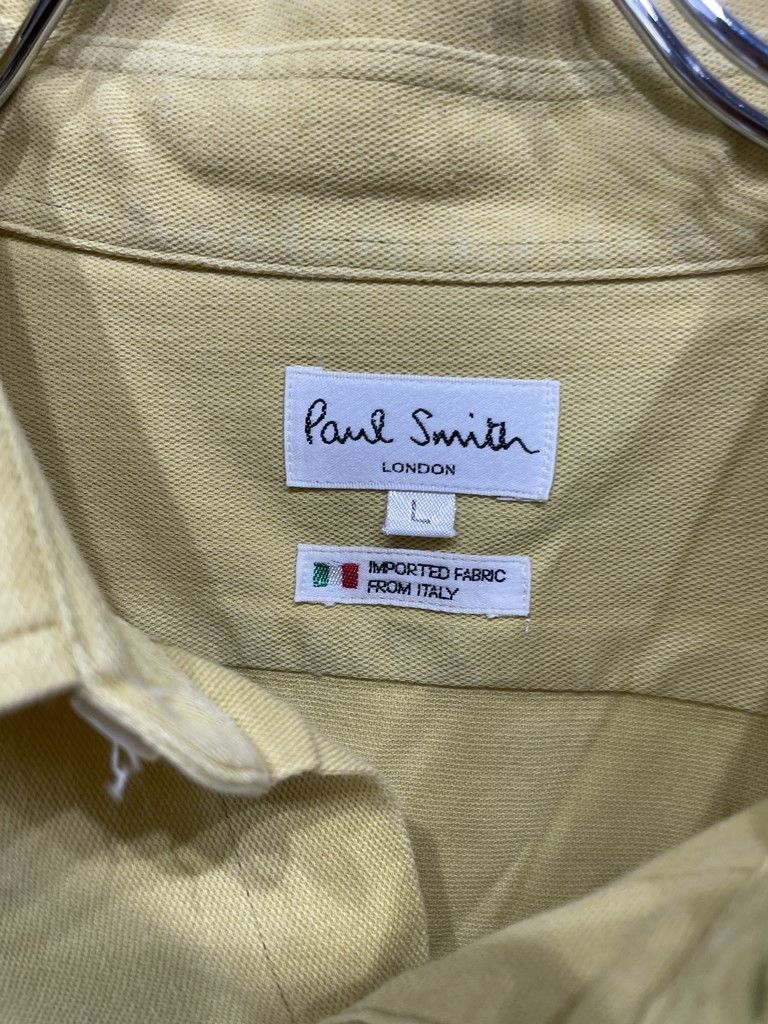 Paul Smith
LONDON
L
IMPORTED FABRIC
FROM ITALY